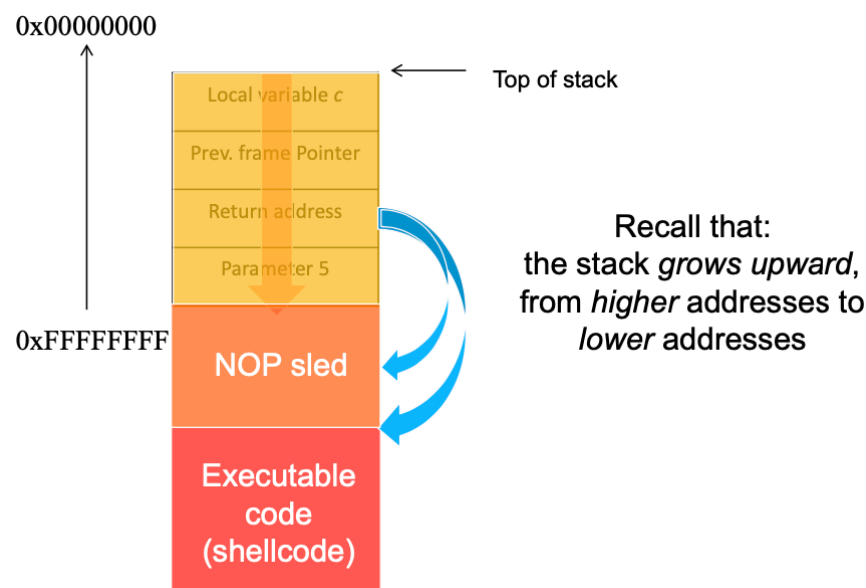 0x00000000
Top of stack
Local variable c
Prev. frame Pointer
Return address
Parameter 5
Recall that:
the stack grows upward,
from higher addresses to
lower addresses
0xFFFFFFFF
NOP sled
Executable
code
(shellcode)